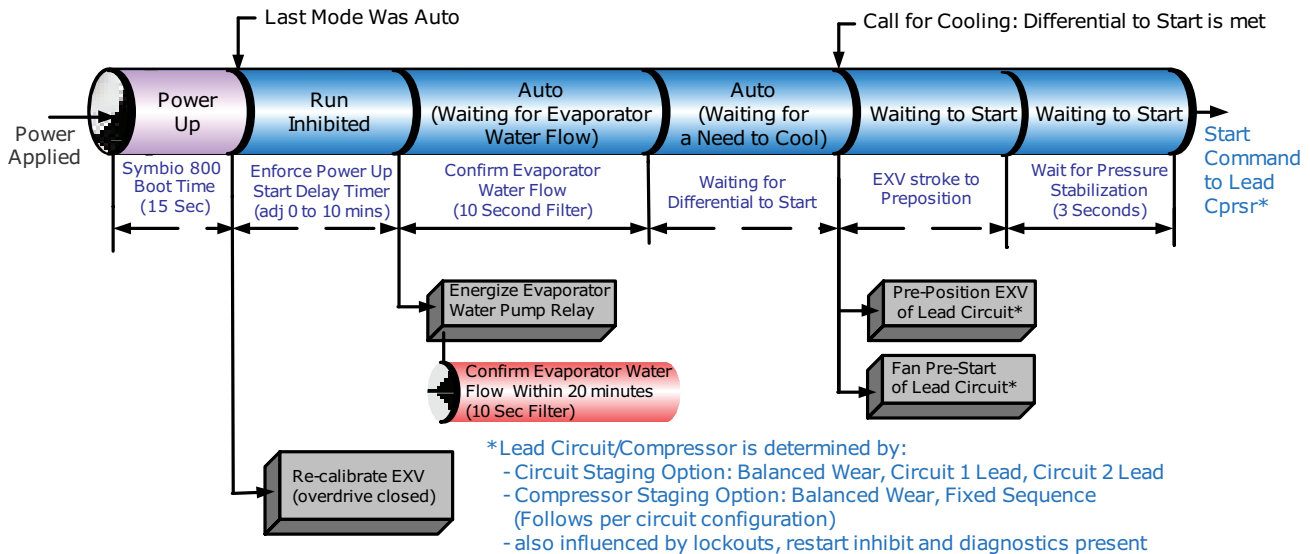 Last Mode Was Auto
Call for Cooling: Differential to Start is met
Power
Applied
Power
Up
Run
Inhibited
Auto
(Waiting for Evaporator
Water Flow)
Auto
(Waiting for
a Need to Cool)
Waiting to Start
Waiting to Start
Start
Command
to Lead
Cprsr*
Symbio 800
Boot Time
(15 Sec)
Enforce Power Up
Start Delay Timer
(adj 0 to 10 mins)
Confirm Evaporator
Water Flow
(10 Second Filter)
Waiting for
Differential to Start
EXV stroke to
Preposition
Wait for Pressure
Stabilization
(3 Seconds)
Energize Evaporator
Water Pump Relay
Confirm Evaporator Water
Flow Within 20 minutes
(10 Sec Filter)
Pre-Position EXV
of Lead Circuit*
Fan Pre-Start
of Lead Circuit*
Re-calibrate EXV
(overdrive closed)
*Lead Circuit/Compressor is determined by:
- Circuit Staging Option: Balanced Wear, Circuit 1 Lead, Circuit 2 Lead
- Compressor Staging Option: Balanced Wear, Fixed Sequence
(Follows per circuit configuration)
- also influenced by lockouts, restart inhibit and diagnostics present